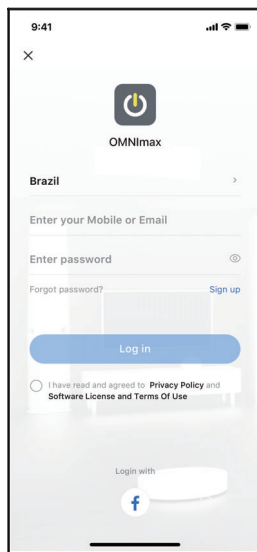 9:41
OMNImax
Brazil
Enter your Mobile or Email
Enter password
Forgot password? Sign up
Log in
I have read and agreed to Privacy Policy and
Software License and Terms Of Use
Login with